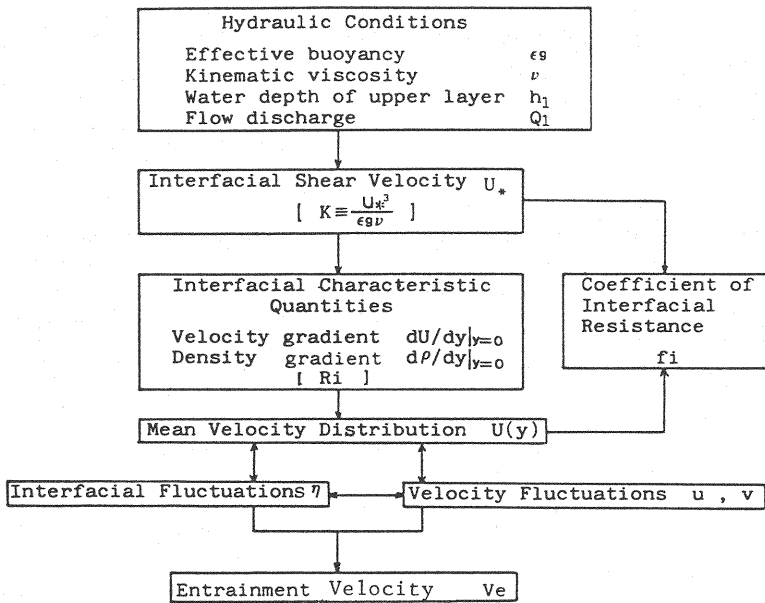 Hydraulic Conditions
Effective buoyancy εg
Kinematic viscosity ν
Water depth of upper layer h₁
Flow discharge Q₁
Interfacial Shear Velocity U*
[ K≡U*³/εgν ]
Interfacial Characteristic
Quantities
Velocity gradient dU/dy|y=0
Density gradient dρ/dy|y=0
[ Ri ]
Coefficient of
Interfacial
Resistance
fi
Mean Velocity Distribution U(y)
Interfacial Fluctuations η
Velocity Fluctuations u , v
Entrainment Velocity Ve